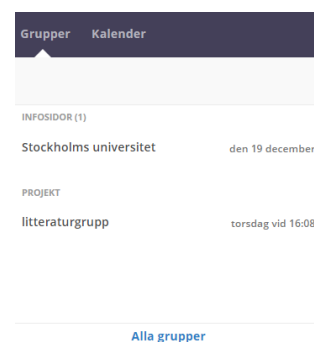 Grupper Kalender
INFOSIDOR (1)
Stockholms universitet den 19 december
PROJEKT
litteraturgrupp torsdag vid 16:08
Alla grupper